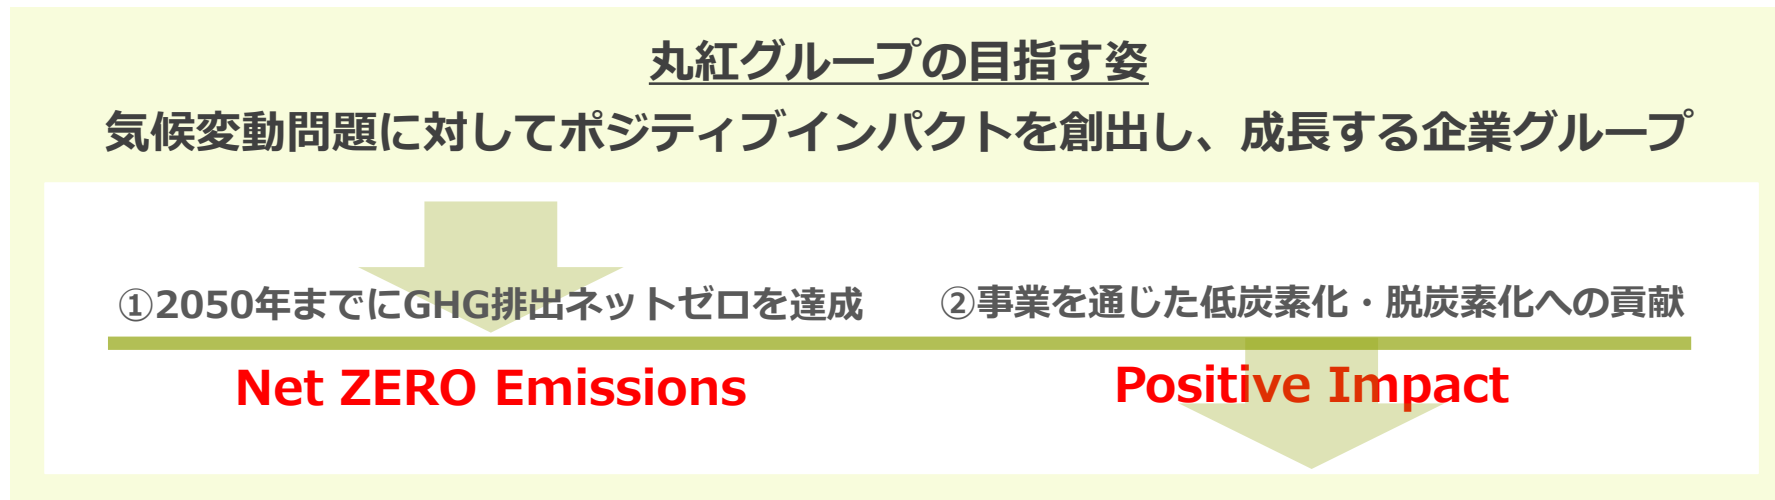 丸紅グループの目指す姿
気候変動問題に対してポジティブインパクトを創出し、成長する企業グループ
①2050年までにGHG排出ネットゼロを達成
②事業を通じた低炭素化・脱炭素化への貢献
Net ZERO Emissions
Positive Impact